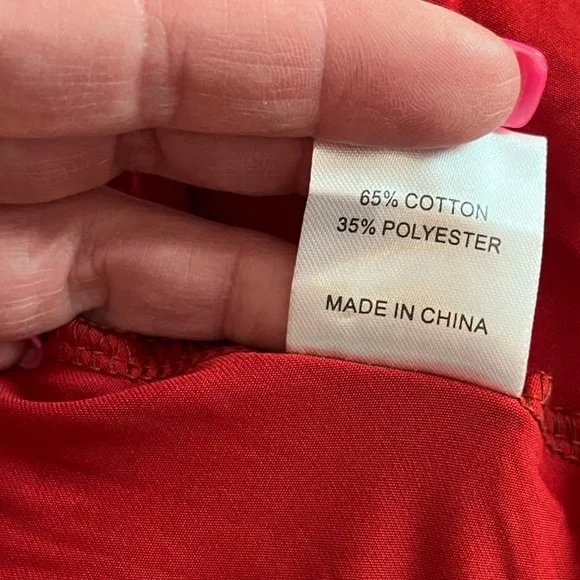 65% COTTON
35% POLYESTER
MADE IN CHINA